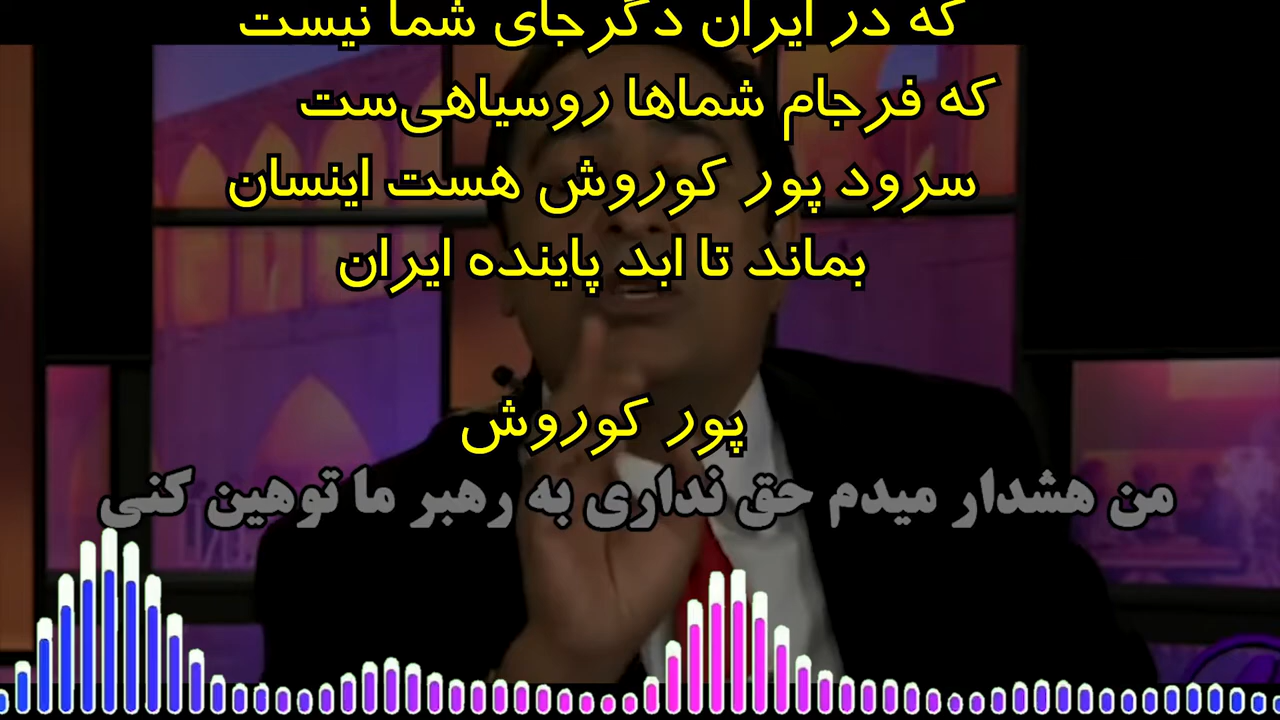 که در ایران دگرجای شما نیست
که فرجام شماها روسیاهی‌ست
سرود پور کوروش هست اینسان
بماند تا ابد پاینده ایران
پور کوروش
من هشدار میدم حق نداری به رهبر ما توهین کنی